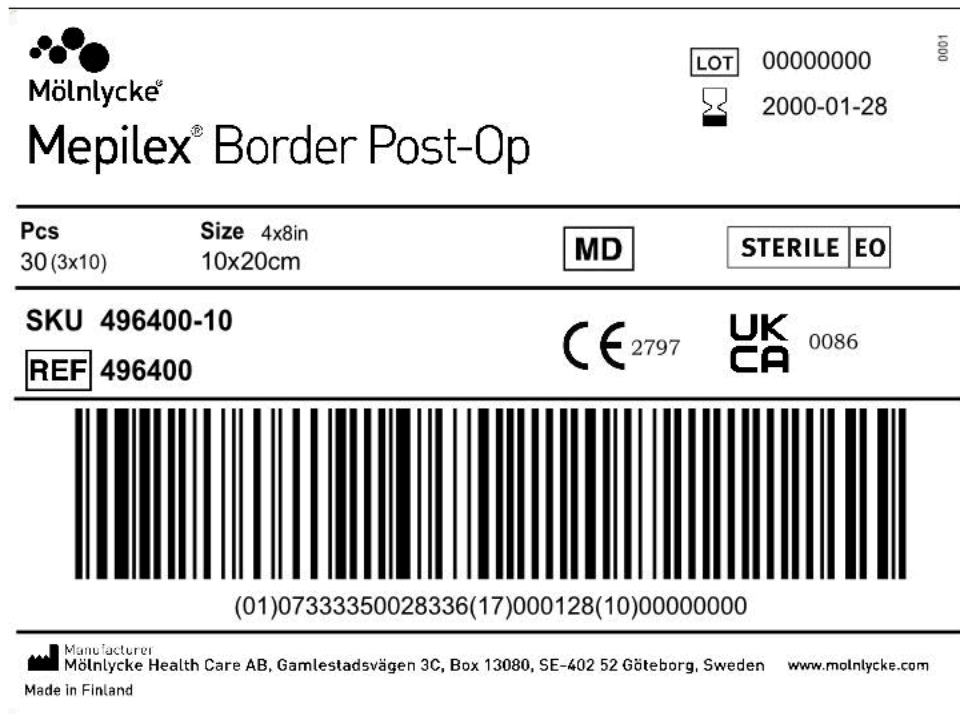 Mölnlycke®
Mepilex® Border Post-Op
LOT 00000000
2000-01-28
0001
Pcs
30 (3x10)
Size 4x8in
10x20cm
MD
STERILE EO
SKU 496400-10
REF 496400
CE 2797
UK
CA 0086
(01)07333350028336(17)000128(10)00000000
Manufacturer
Mölnlycke Health Care AB, Gamlestadsvägen 3C, Box 13080, SE-402 52 Göteborg, Sweden www.molnlycke.com
Made in Finland